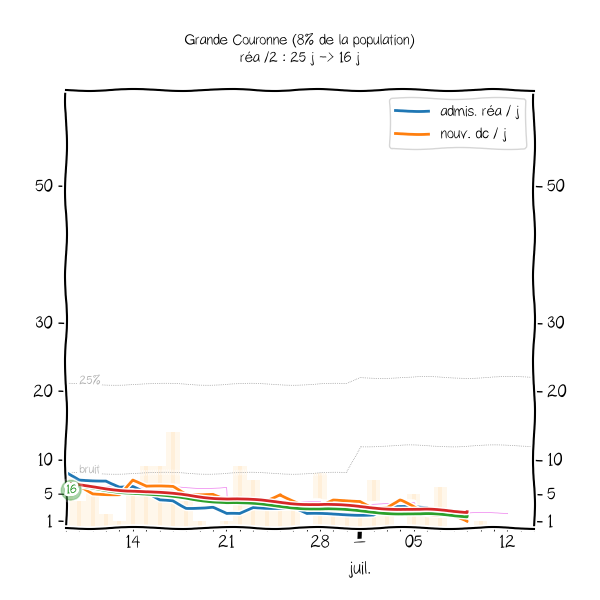 Grande Couronne (8% de la population)
réa /2 : 25 j -> 16 j
admis. réa / j
nouv. dc / j
50 50
30 30
20 20
25%
10 10
bruit
16
5 5
1 1
14 21 28 1 05 12
juil.